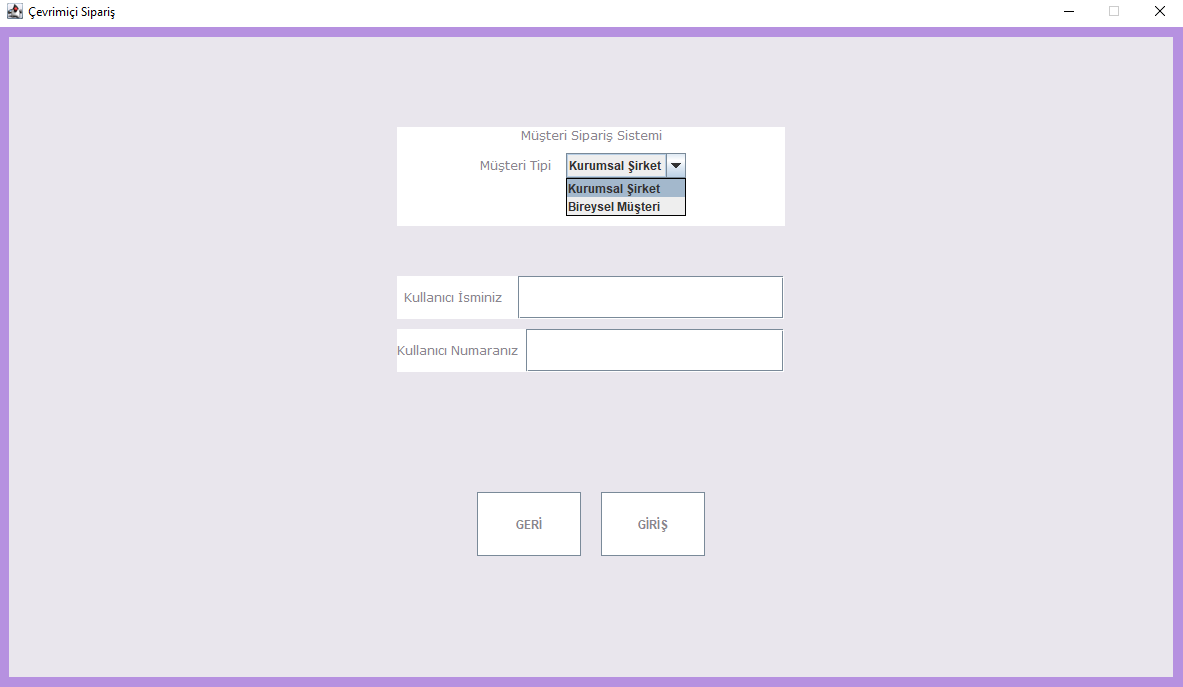 Çevrimiçi Sipariş
Müşteri Sipariş Sistemi
Müşteri Tipi Kurumsal Şirket
Kurumsal Şirket
Bireysel Müşteri
Kullanıcı İsminiz
Kullanıcı Numaranız
GERİ GİRİŞ